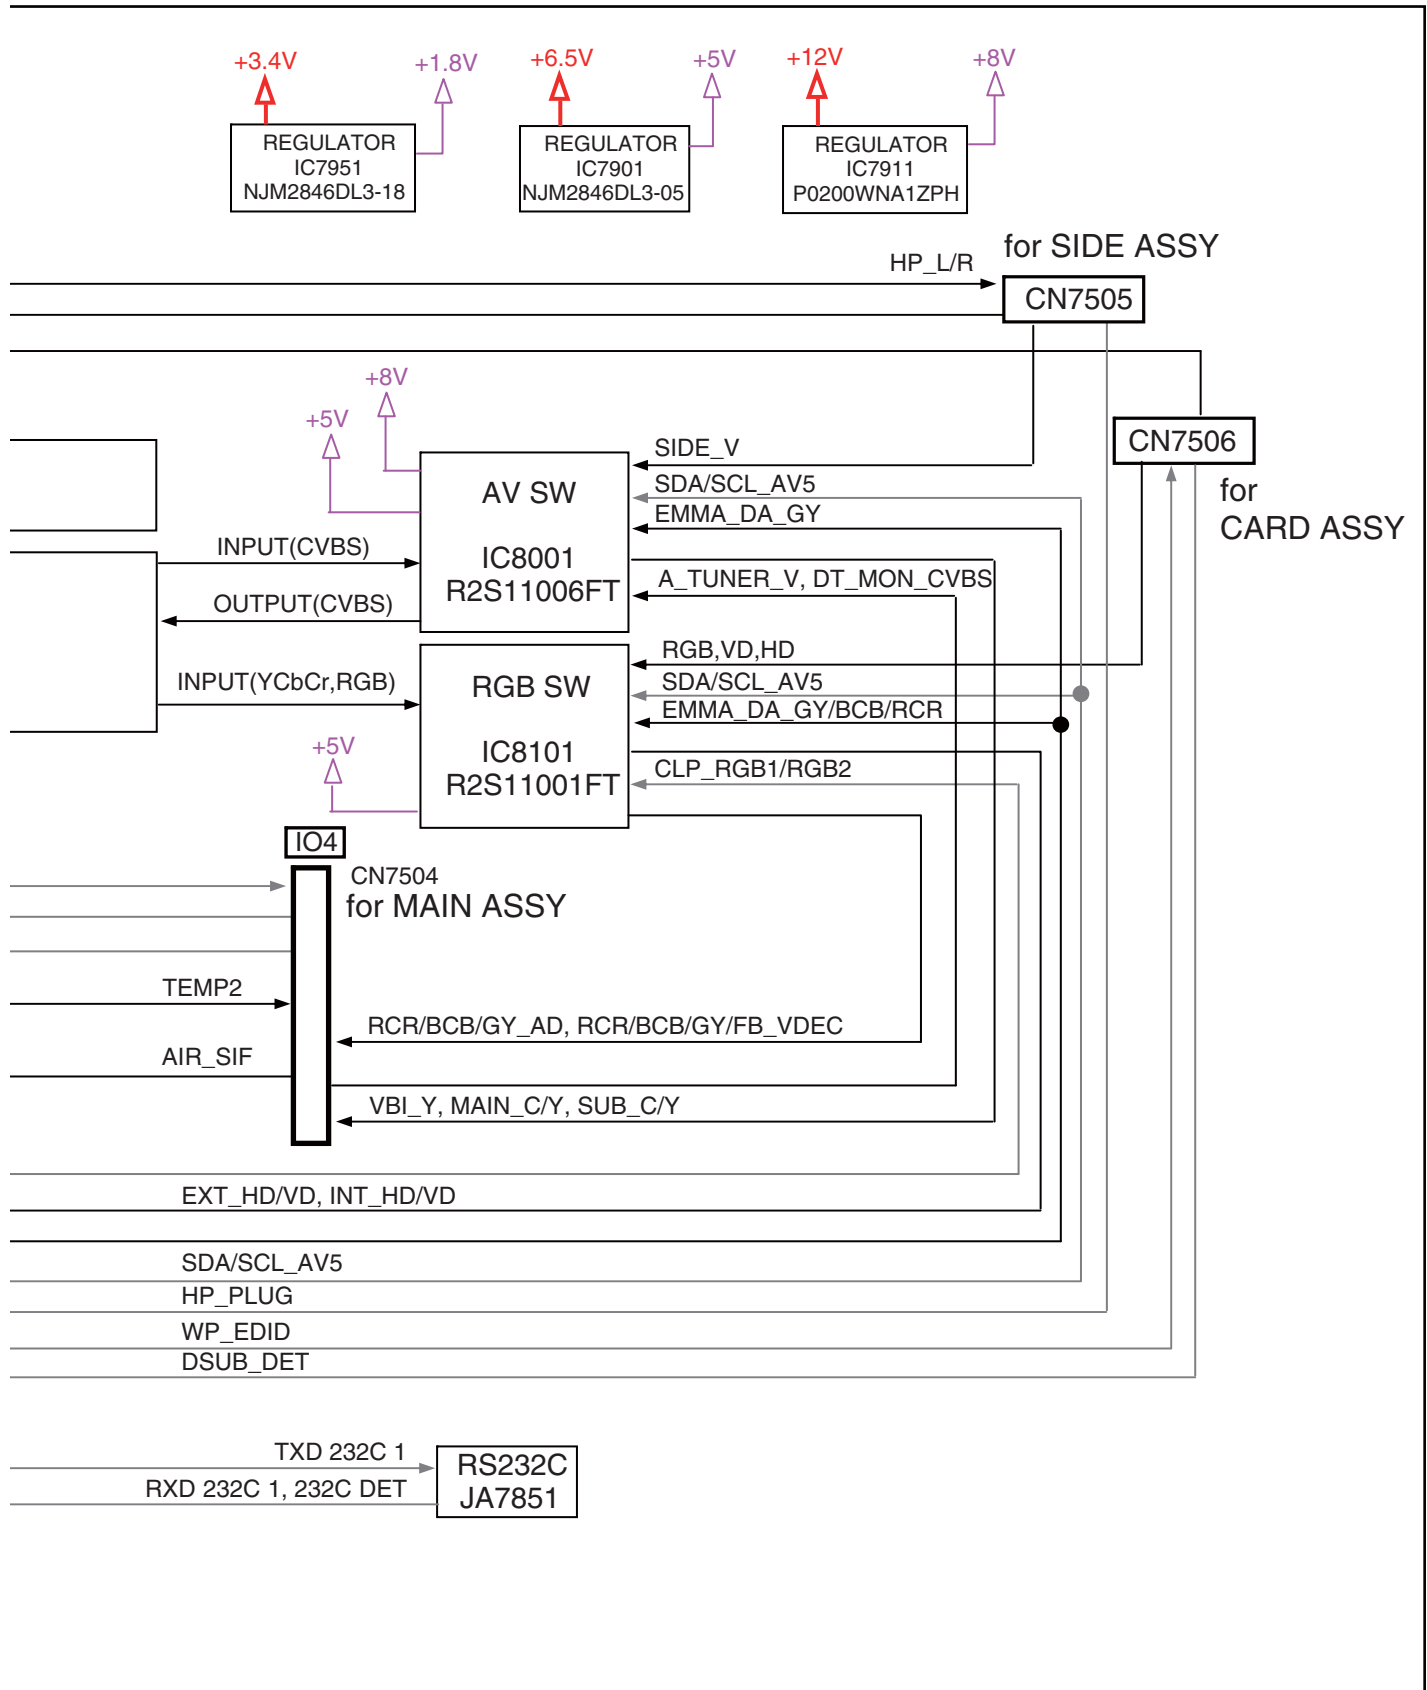 +3.4V
+1.8V
+6.5V
+5V
+12V
+8V
REGULATOR
IC7951
NJM2846DL3-18
REGULATOR
IC7901
NJM2846DL3-05
REGULATOR
IC7911
P0200WNA1ZPH
for SIDE ASSY
HP_L/R
CN7505
+8V
+5V
CN7506
for
CARD ASSY
AV SW
IC8001
R2S11006FT
SIDE_V
SDA/SCL_AV5
EMMA_DA_GY
A_TUNER_V, DT_MON_CVBS
INPUT(CVBS)
OUTPUT(CVBS)
INPUT(YCbCr,RGB)
RGB SW
IC8101
R2S11001FT
RGB,VD,HD
SDA/SCL_AV5
EMMA_DA_GY/BCB/RCR
CLP_RGB1/RGB2
+5V
IO4
CN7504
for MAIN ASSY
TEMP2
RCR/BCB/GY_AD, RCR/BCB/GY/FB_VDEC
AIR_SIF
VBI_Y, MAIN_C/Y, SUB_C/Y
EXT_HD/VD, INT_HD/VD
SDA/SCL_AV5
HP_PLUG
WP_EDID
DSUB_DET
TXD 232C 1
RXD 232C 1, 232C DET
RS232C
JA7851